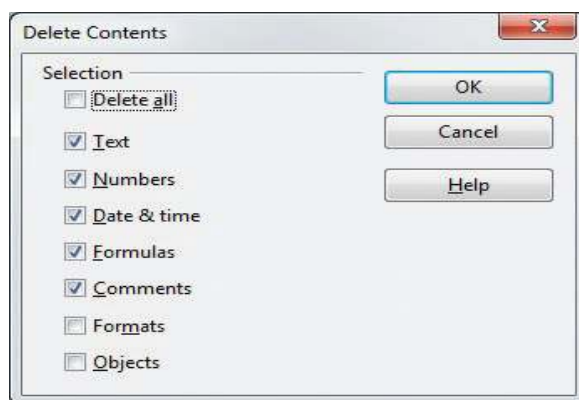 Delete Contents
Selection
Delete all
Text
Numbers
Date & time
Formulas
Comments
Formats
Objects
OK
Cancel
Help